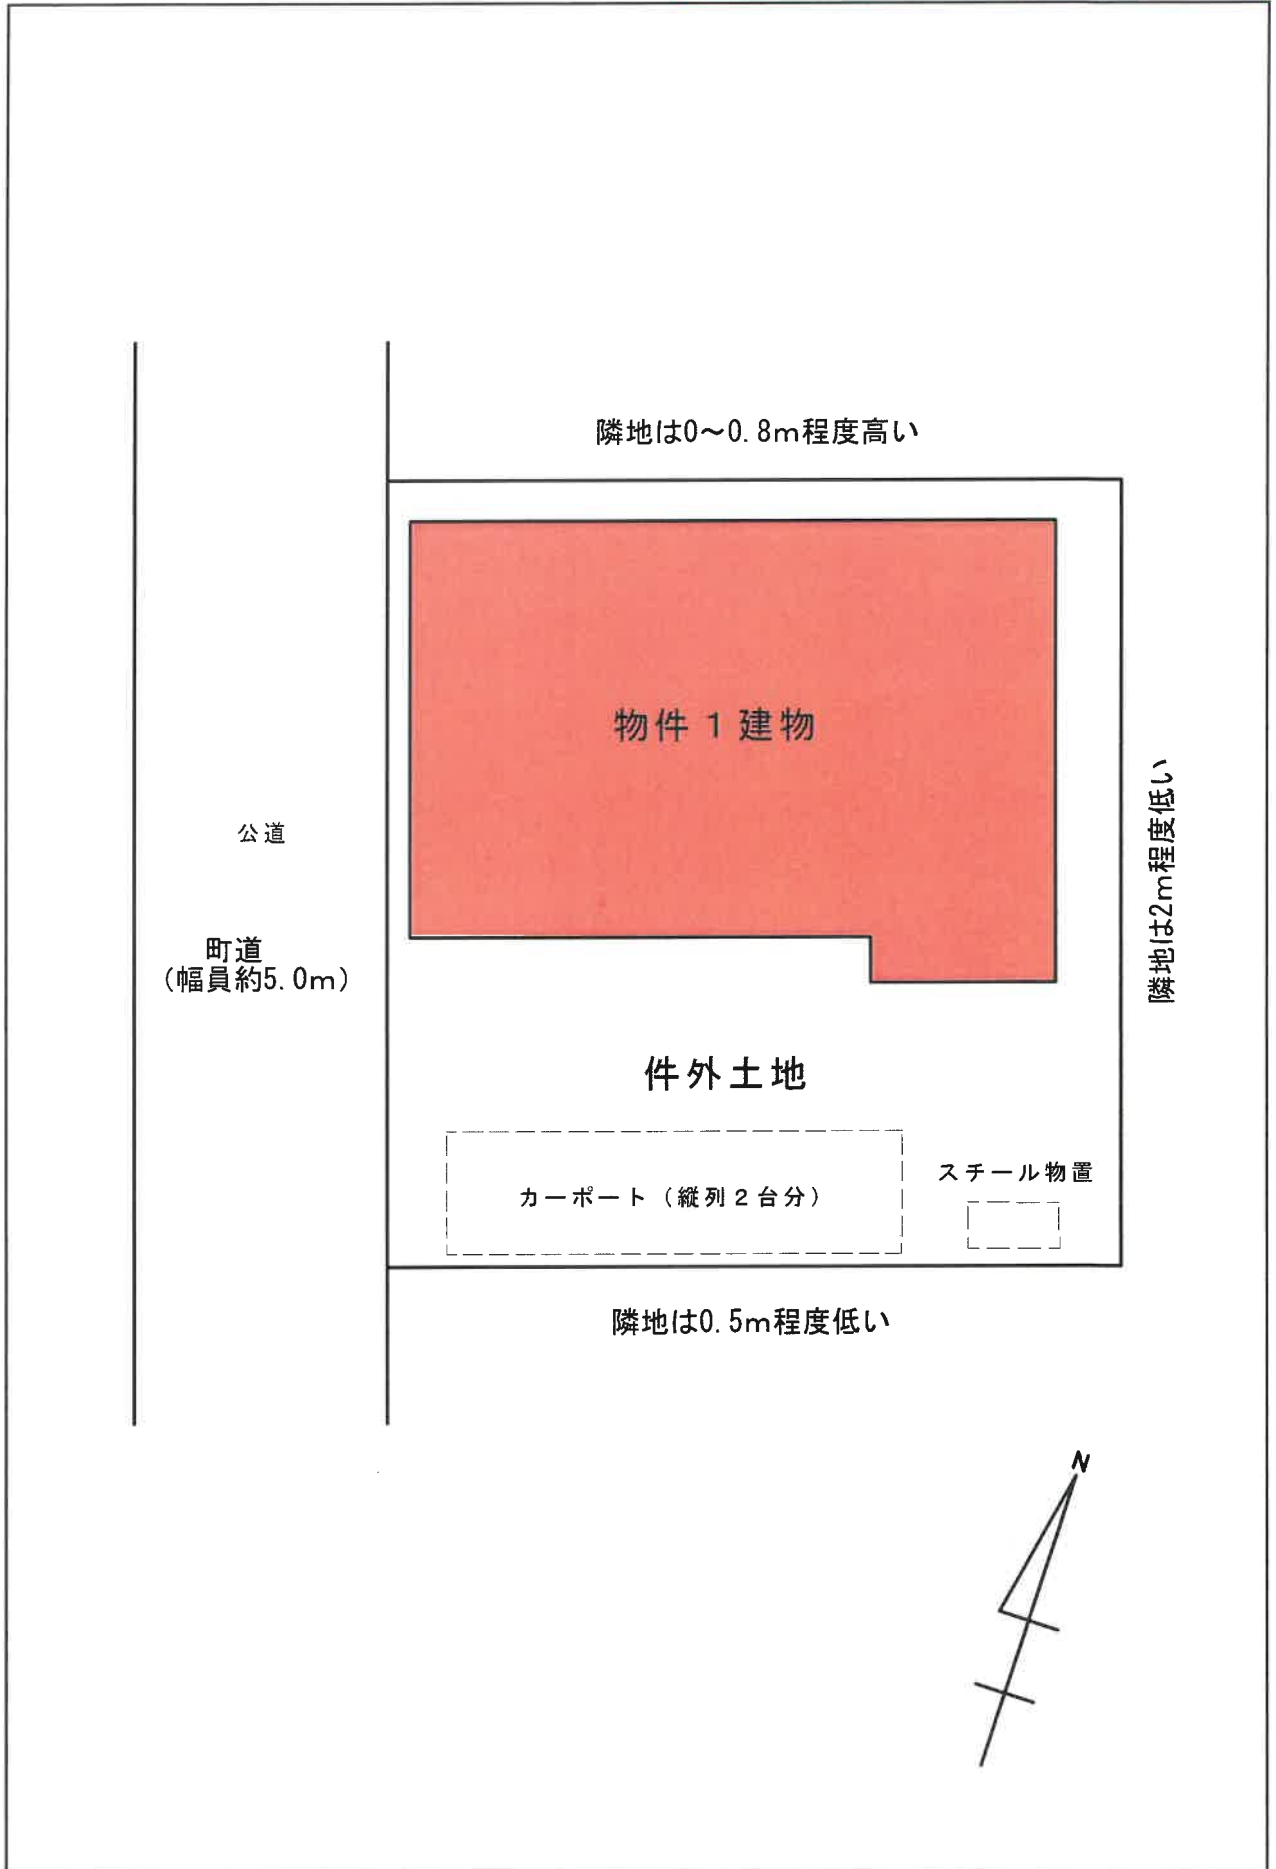 隣地は0～0.8m程度高い
物件１建物
隣地は2m程度低い
公道
町道
（幅員約5.0m）
件外土地
スチール物置
カーポート（縦列２台分）
隣地は0.5m程度低い
N